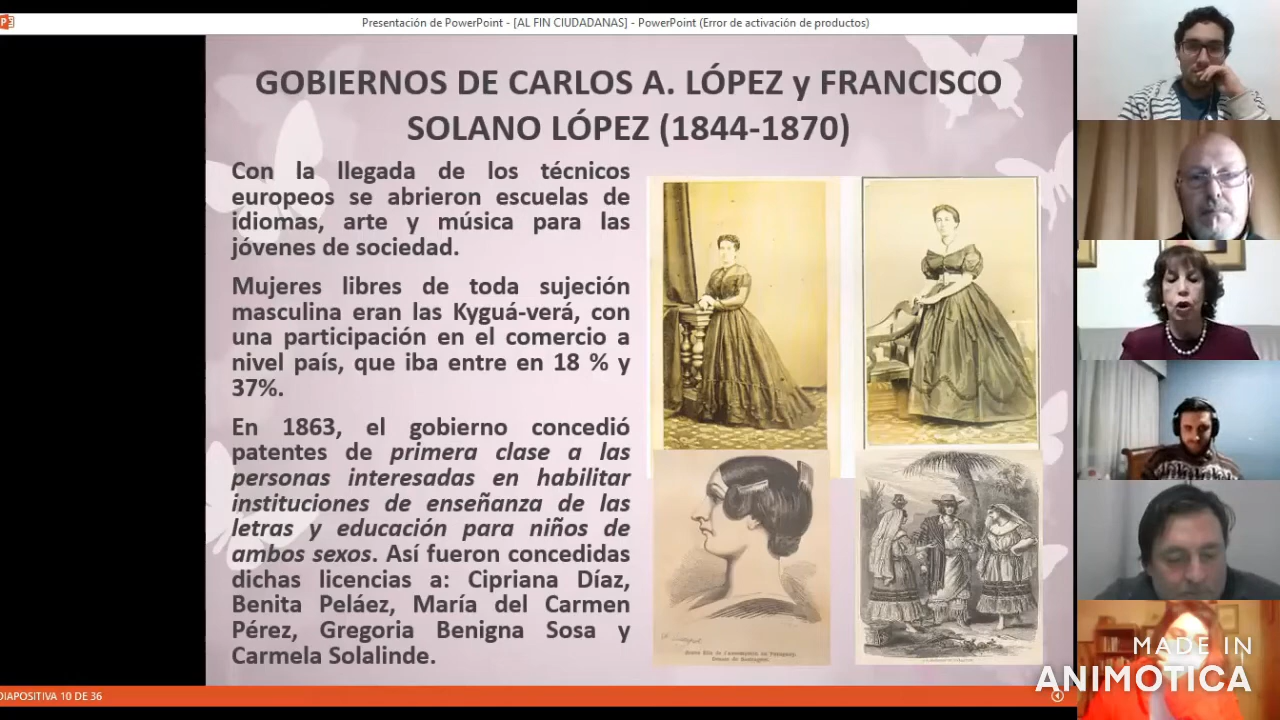 Presentación de PowerPoint - [AL FIN CIUDADANAS] - PowerPoint (Error de activación de productos)
GOBIERNOS DE CARLOS A. LÓPEZ y FRANCISCO
SOLANO LÓPEZ (1844-1870)
Con la llegada de los técnicos
europeos se abrieron escuelas de
idiomas, arte y música para las
jóvenes de sociedad.
Mujeres libres de toda sujeción
masculina eran las Kyguá-verá, con
una participación en el comercio a
nivel país, que iba entre en 18 % y
37%.
En 1863, el gobierno concedió
patentes de primera clase a las
personas interesadas en habilitar
instituciones de enseñanza de las
letras y educación para niños de
ambos sexos. Así fueron concedidas
dichas licencias a: Cipriana Díaz,
Benita Peláez, María del Carmen
Pérez, Gregoria Benigna Sosa y
Carmela Solalinde.
DIAPOSITIVA 10 DE 36
MADE IN
ANIMOTICA